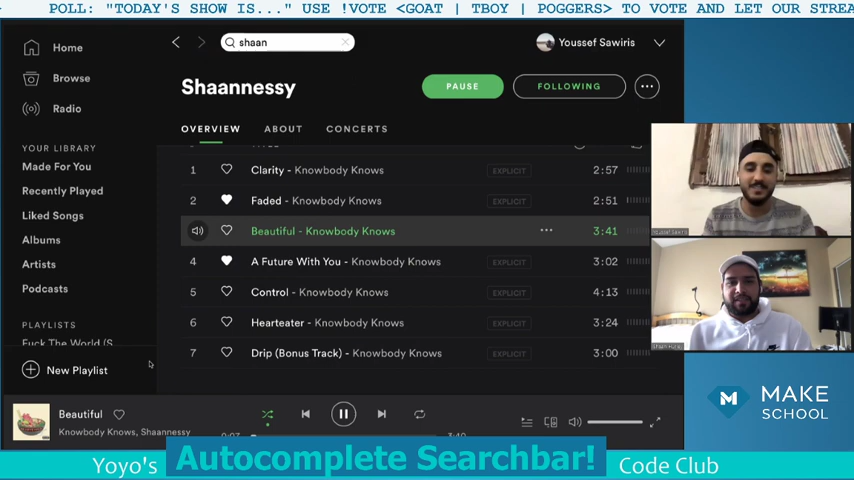 POLL: "TODAY'S SHOW IS..." USE !VOTE <GOAT | TBOY | POGGERS> TO VOTE AND LET OUR STREA
Home
Browse
Radio
YOUR LIBRARY
Made For You
Recently Played
Liked Songs
Albums
Artists
Podcasts
PLAYLISTS
Fuck The World (S
New Playlist
shaan
Youssef Sawiris
Shaannessy
PAUSE
FOLLOWING
OVERVIEW
ABOUT
CONCERTS
1 Clarity - Knowbody Knows EXPLICIT 2:57
2 Faded - Knowbody Knows EXPLICIT 2:51
Beautiful - Knowbody Knows 3:41
4 A Future With You - Knowbody Knows EXPLICIT 3:02
5 Control - Knowbody Knows EXPLICIT 4:13
6 Hearteater - Knowbody Knows EXPLICIT 3:24
7 Drip (Bonus Track) - Knowbody Knows EXPLICIT 3:00
Beautiful
Knowbody Knows, Shaannessy
MAKE
SCHOOL
Yoyo's Autocomplete Searchbar! Code Club